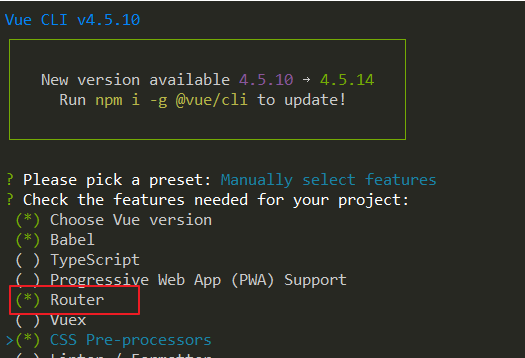 Vue CLI v4.5.10
New version available 4.5.10 → 4.5.14
Run npm i -g @vue/cli to update!
? Please pick a preset: Manually select features
? Check the features needed for your project:
(*) Choose Vue version
(*) Babel
( ) TypeScript
( ) Progressive Web App (PWA) Support
(*) Router
( ) Vuex
>(*) CSS Pre-processors
( ) Linter / Formatter